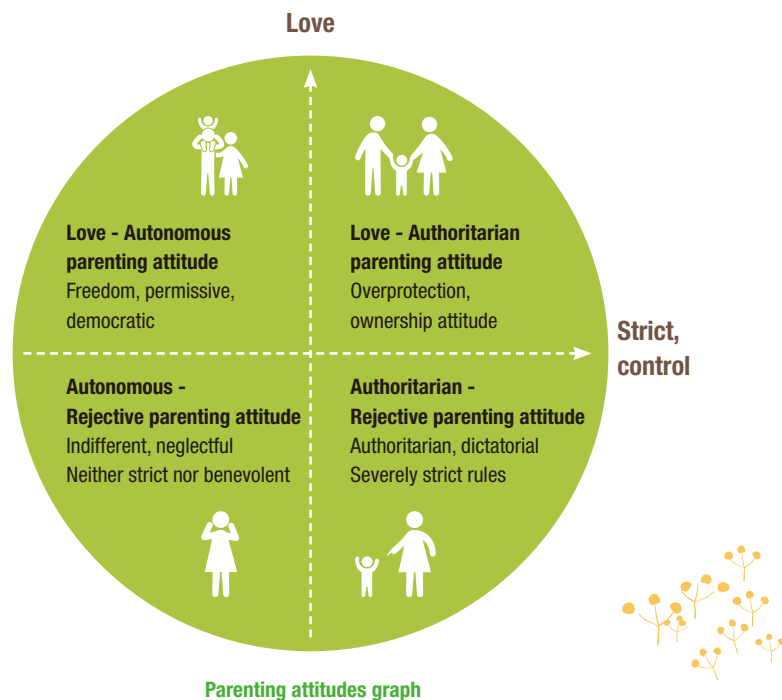 Love
Love - Autonomous
parenting attitude
Freedom, permissive,
democratic
Love - Authoritarian
parenting attitude
Overprotection,
ownership attitude
Strict,
control
Autonomous -
Rejective parenting attitude
Indifferent, neglectful
Neither strict nor benevolent
Authoritarian -
Rejective parenting attitude
Authoritarian, dictatorial
Severely strict rules
Parenting attitudes graph